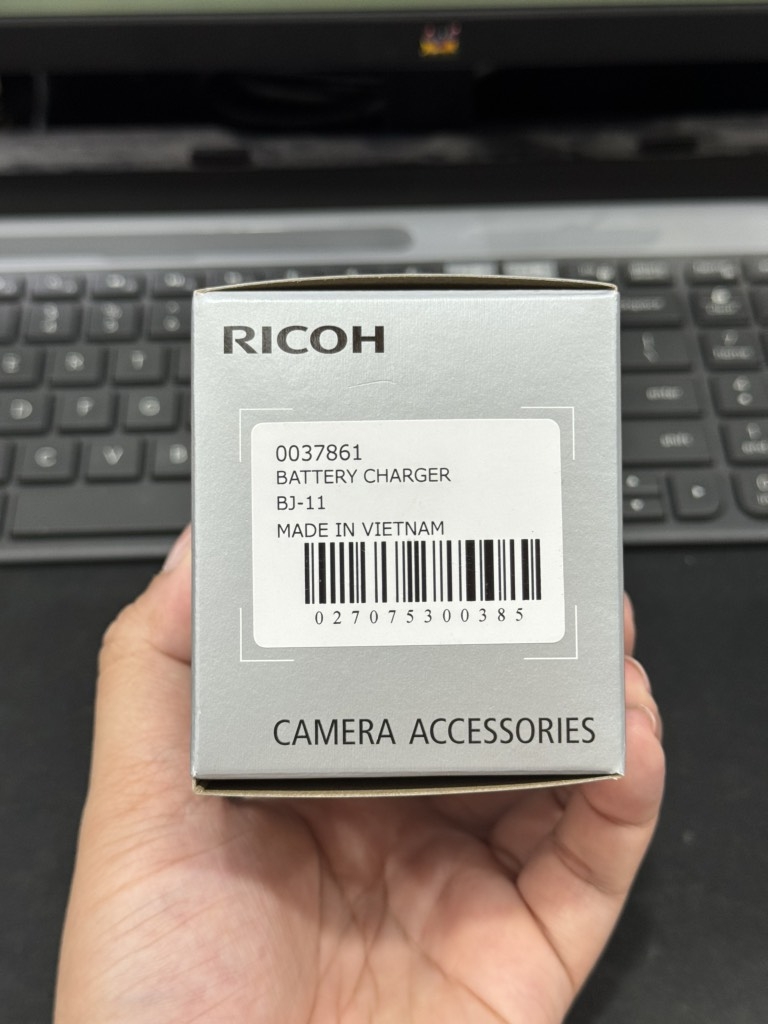 RICOH
0037861
BATTERY CHARGER
BJ-11
MADE IN VIETNAM
027075300385
CAMERA ACCESSORIES